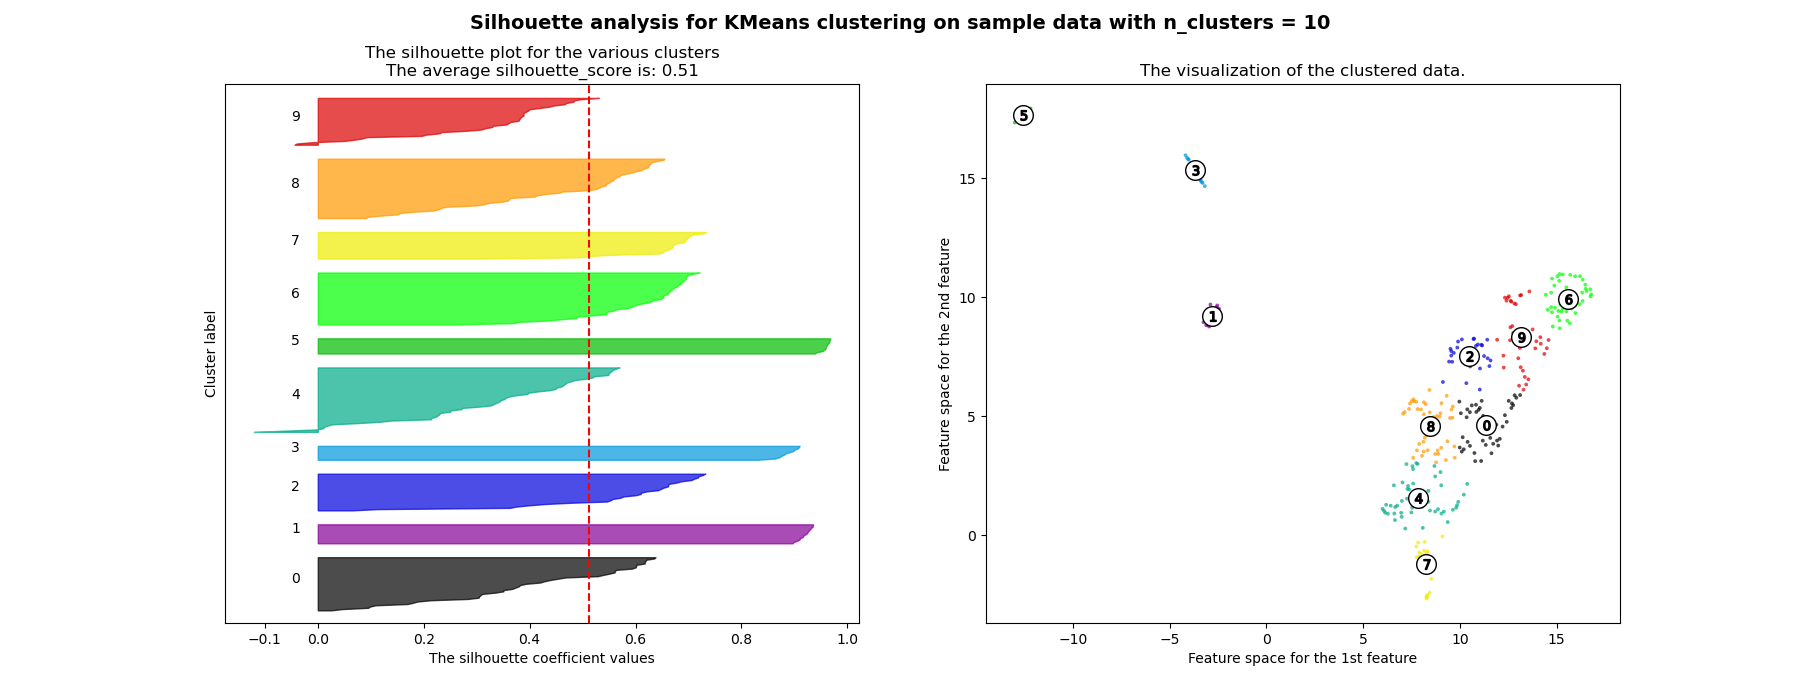 Silhouette analysis for KMeans clustering on sample data with n_clusters = 10
The silhouette plot for the various clusters
The average silhouette_score is: 0.51
Cluster label
9
8
7
6
5
4
3
2
1
0
−0.1 0.0 0.2 0.4 0.6 0.8 1.0
The silhouette coefficient values
The visualization of the clustered data.
Feature space for the 2nd feature
15
10
5
0
5
3
1
6
9
2
8
0
4
7
−10 −5 0 5 10 15
Feature space for the 1st feature